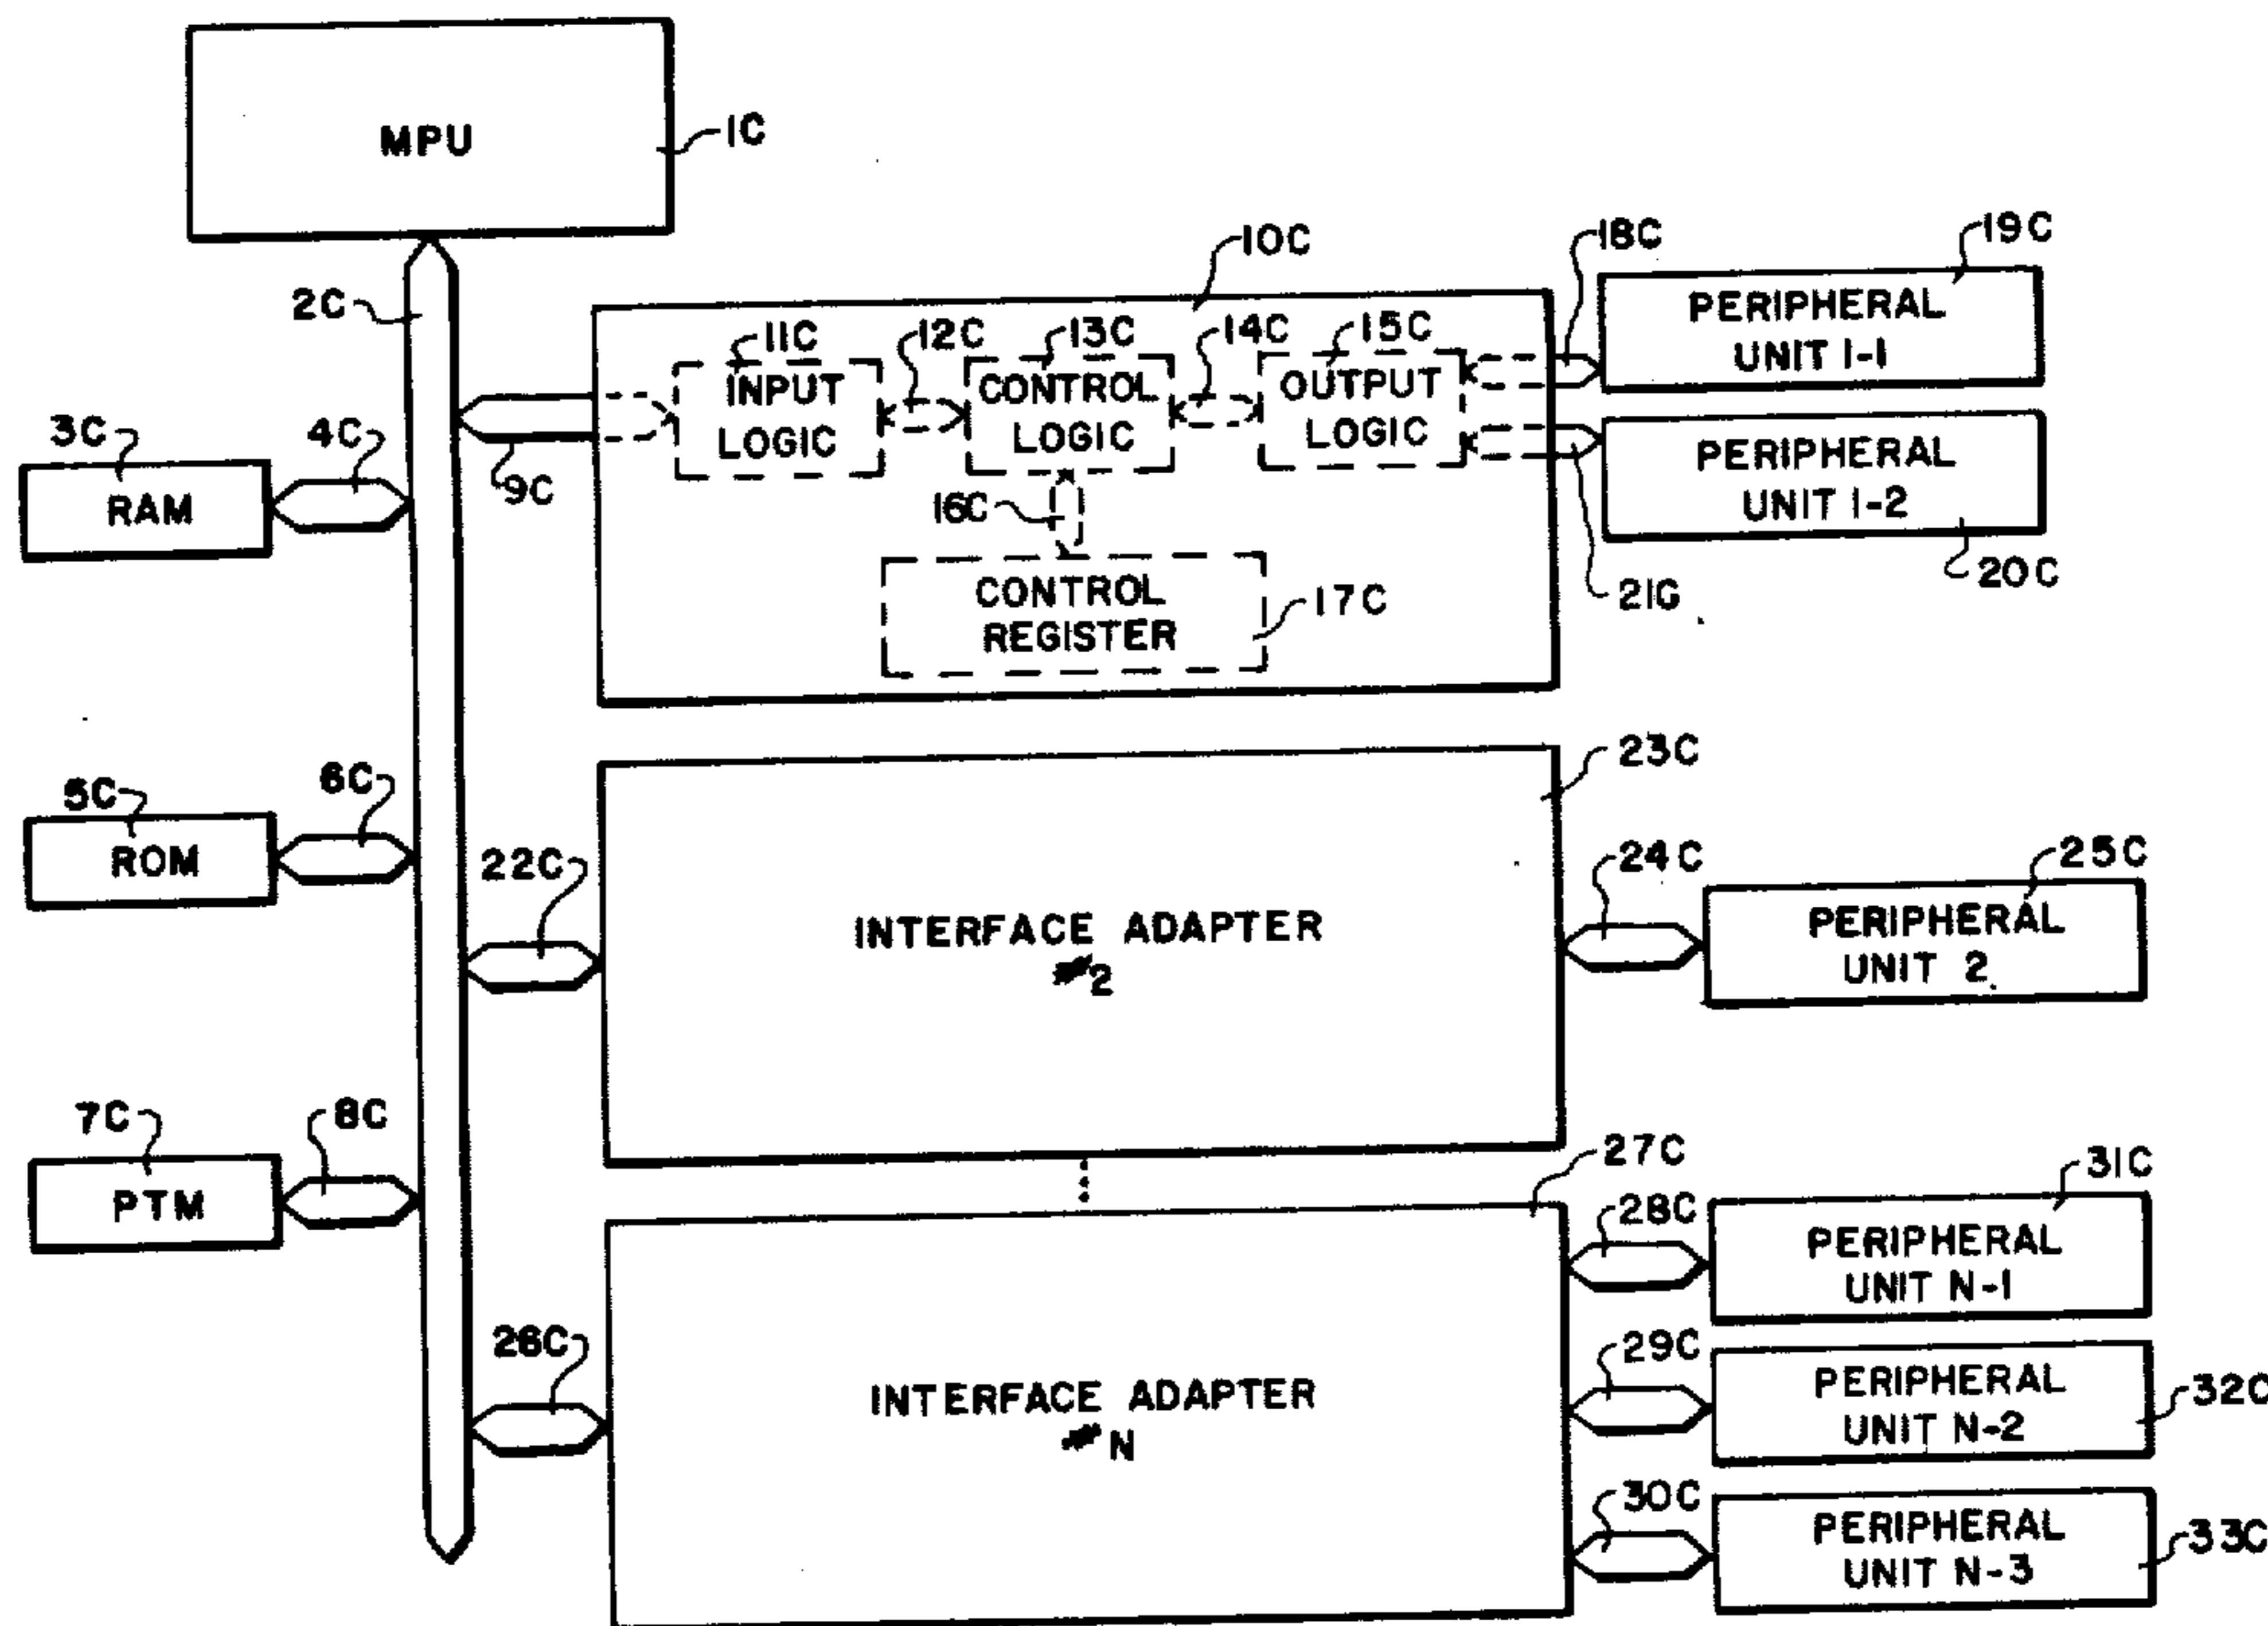 MPU
1C
2C
10C
18C
19C
PERIPHERAL
UNIT 1-1
11C
12C
13C
14C
15C
INPUT
LOGIC
CONTROL
LOGIC
OUTPUT
LOGIC
3C
4C
RAM
9C
16C
PERIPHERAL
UNIT 1-2
20C
21C
CONTROL
REGISTER
17C
23C
5C
6C
ROM
22C
INTERFACE ADAPTER
#2
24C
25C
PERIPHERAL
UNIT 2
7C
8C
PTM
27C
28C
31C
PERIPHERAL
UNIT N-1
26C
INTERFACE ADAPTER
#N
29C
PERIPHERAL
UNIT N-2
32C
30C
PERIPHERAL
UNIT N-3
33C